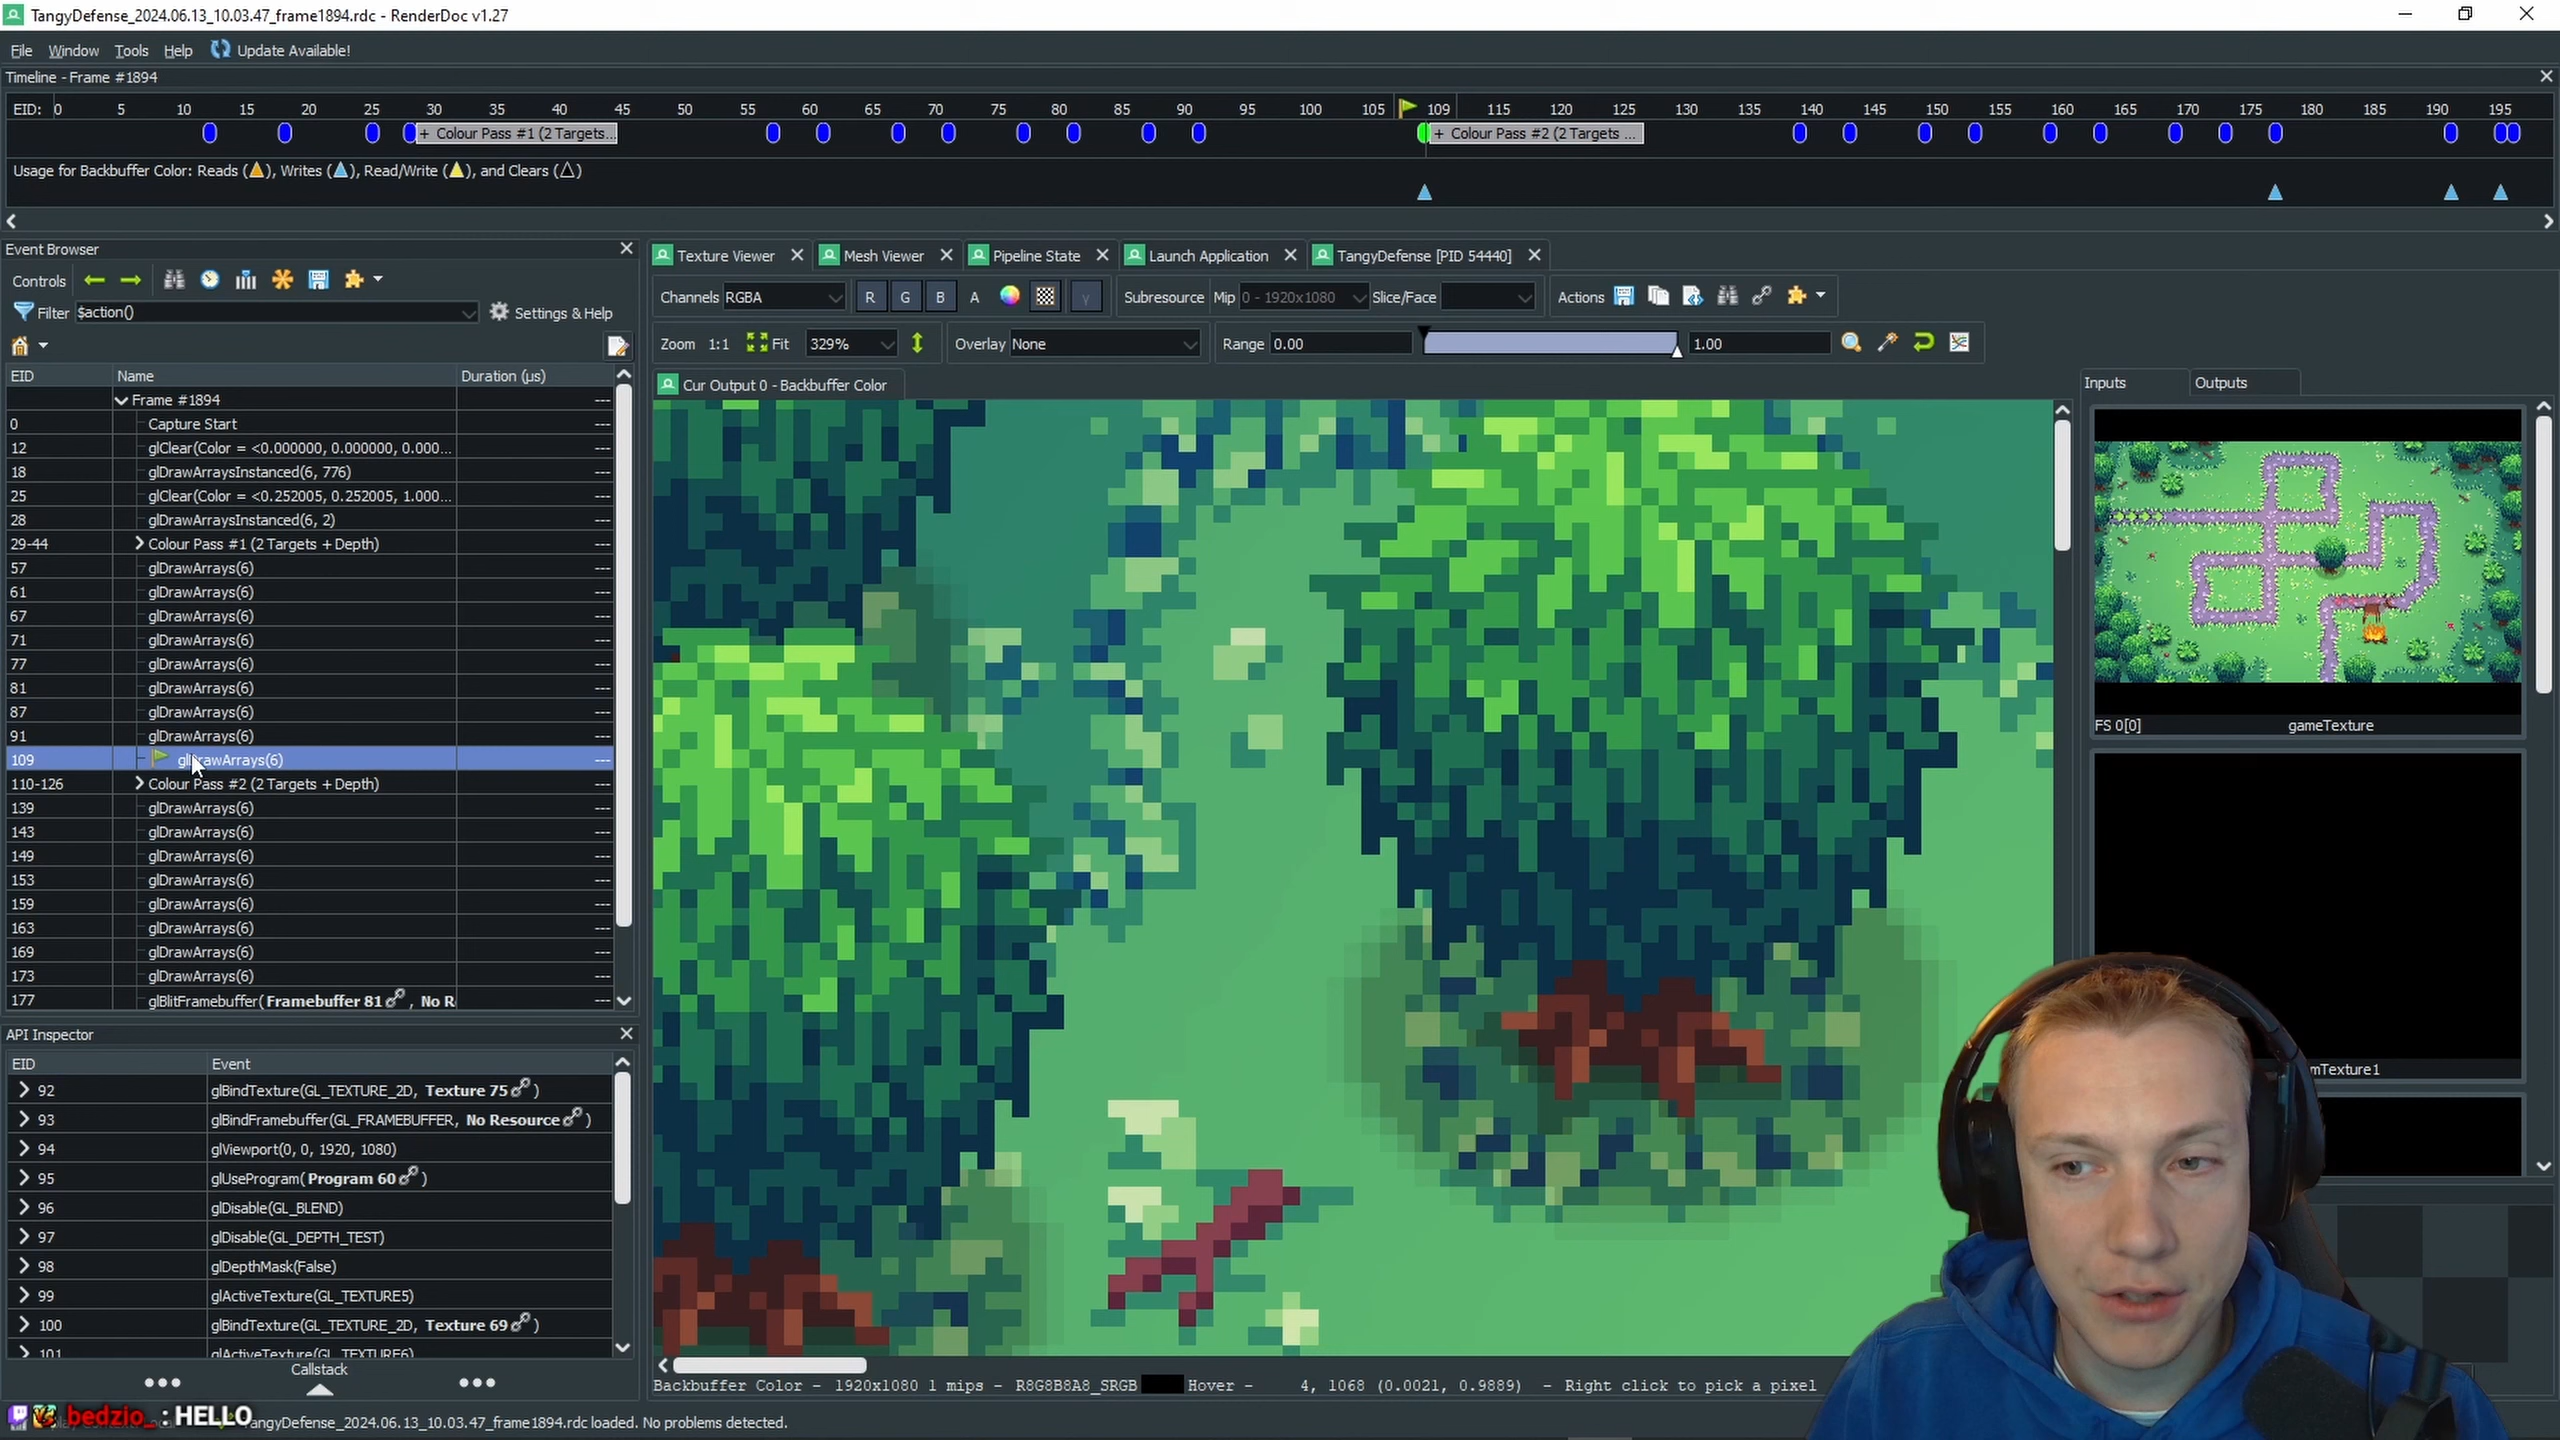 TangyDefense_2024.06.13_10.03.47_frame1894.rdc - RenderDoc v1.27
File Window Tools Help Update Available!
Timeline - Frame #1894
EID: 0 5 10 15 20 25 30 35 40 45 50 55 60 65 70 75 80 85 90 95 100 105 109 115 120 125 130 135 140 145 150 155 160 165 170 175 180 185 190 195
+ Colour Pass #1 (2 Targets... + Colour Pass #2 (2 Targets ...
Usage for Backbuffer Color: Reads (▲), Writes (▲), Read/Write (▲), and Clears (△)
Event Browser
Controls
Filter $action() Settings & Help
EID Name Duration (µs)
Frame #1894 ---
0 Capture Start ---
12 glClear(Color = <0.000000, 0.000000, 0.000... ---
18 glDrawArraysInstanced(6, 776) ---
25 glClear(Color = <0.252005, 0.252005, 1.000... ---
28 glDrawArraysInstanced(6, 2) ---
29-44 Colour Pass #1 (2 Targets + Depth) ---
57 glDrawArrays(6) ---
61 glDrawArrays(6) ---
67 glDrawArrays(6) ---
71 glDrawArrays(6) ---
77 glDrawArrays(6) ---
81 glDrawArrays(6) ---
87 glDrawArrays(6) ---
91 glDrawArrays(6) ---
109 glDrawArrays(6) ---
110-126 Colour Pass #2 (2 Targets + Depth) ---
139 glDrawArrays(6) ---
143 glDrawArrays(6) ---
149 glDrawArrays(6) ---
153 glDrawArrays(6) ---
159 glDrawArrays(6) ---
163 glDrawArrays(6) ---
169 glDrawArrays(6) ---
173 glDrawArrays(6) ---
177 glBlitFramebuffer( Framebuffer 81 , No R ---
API Inspector
EID Event
92 glBindTexture(GL_TEXTURE_2D, Texture 75 )
93 glBindFramebuffer(GL_FRAMEBUFFER, No Resource )
94 glViewport(0, 0, 1920, 1080)
95 glUseProgram( Program 60 )
96 glDisable(GL_BLEND)
97 glDisable(GL_DEPTH_TEST)
98 glDepthMask(False)
99 glActiveTexture(GL_TEXTURE5)
100 glBindTexture(GL_TEXTURE_2D, Texture 69 )
101 glActiveTexture(GL_TEXTURE6)
Callstack
Texture Viewer Mesh Viewer Pipeline State Launch Application TangyDefense [PID 54440]
Channels RGBA R G B A γ Subresource Mip 0 - 1920x1080 Slice/Face Actions
Zoom 1:1 Fit 329% Overlay None Range 0.00 1.00
Cur Output 0 - Backbuffer Color
Inputs Outputs
FS 0[0] gameTexture
mTexture1
Backbuffer Color - 1920x1080 1 mips - R8G8B8A8_SRGB Hover - 4, 1068 (0.0021, 0.9889) - Right click to pick a pixel
bedzio_ : HELLO
TangyDefense_2024.06.13_10.03.47_frame1894.rdc loaded. No problems detected.